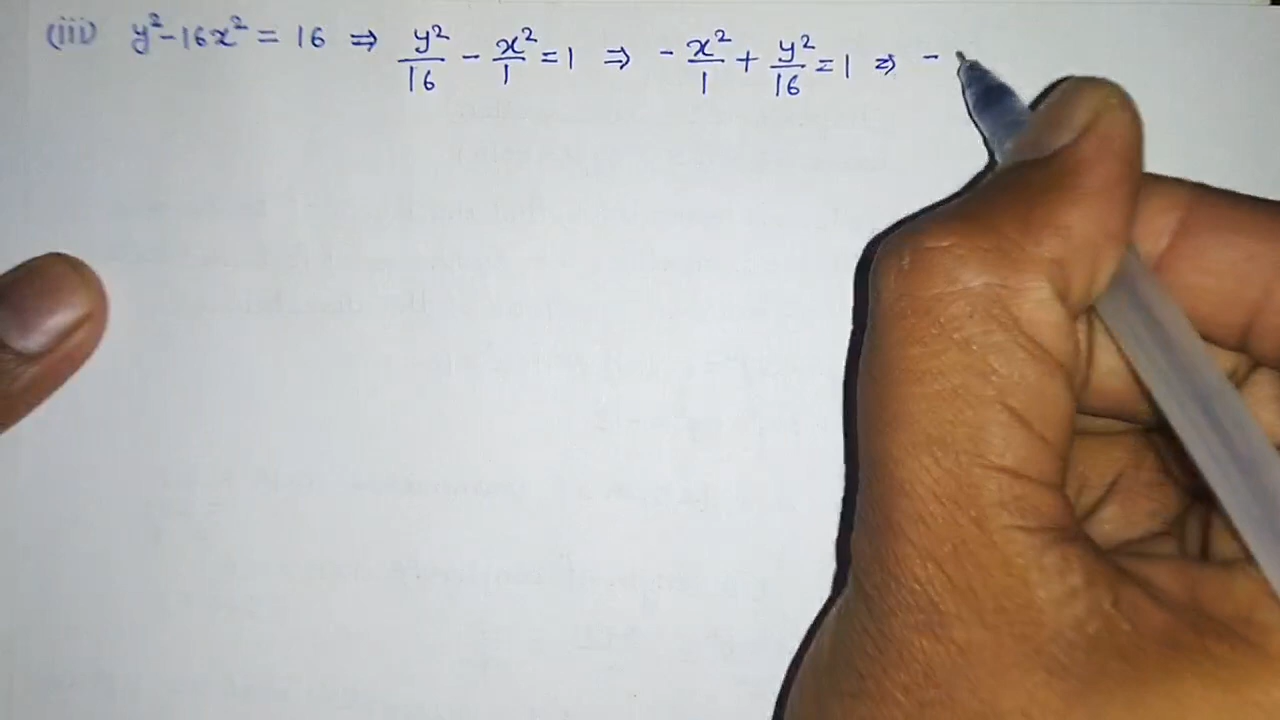 (iii) y²-16x² = 16 ⇒ y²/16 - x²/1 = 1 ⇒ - x²/1 + y²/16 = 1 ⇒ -